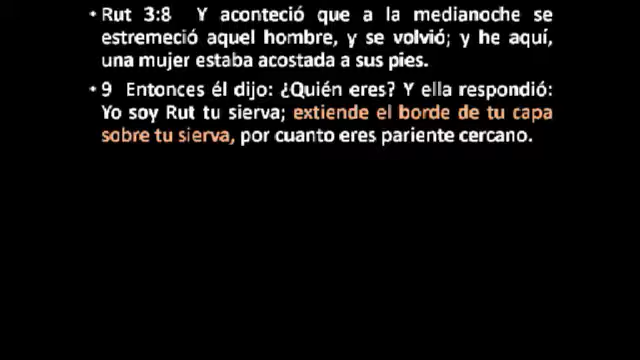 • Rut 3:8 Y aconteció que a la medianoche se
estremeció aquel hombre, y se volvió; y he aquí,
una mujer estaba acostada a sus pies.
• 9 Entonces él dijo: ¿Quién eres? Y ella respondió:
Yo soy Rut tu sierva; extiende el borde de tu capa
sobre tu sierva, por cuanto eres pariente cercano.